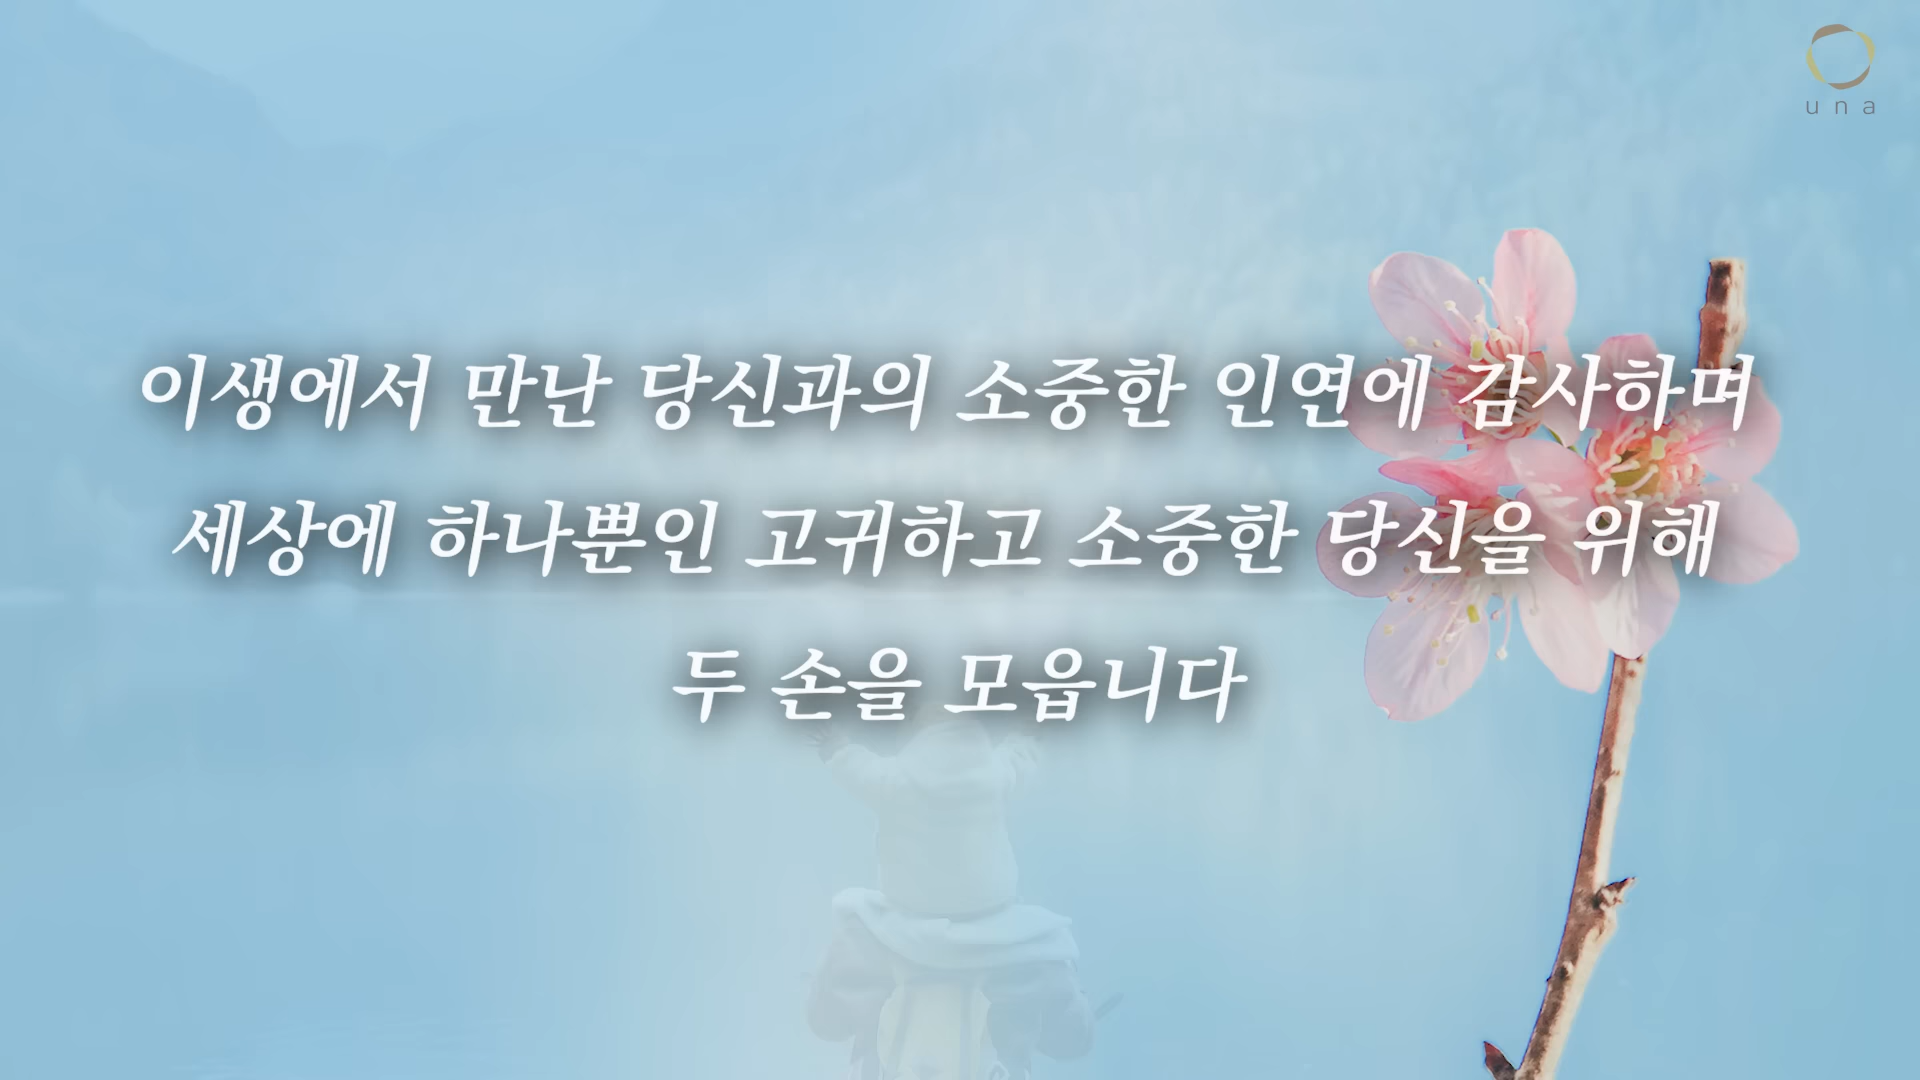 una
이생에서 만난 당신과의 소중한 인연에 감사하며
세상에 하나뿐인 고귀하고 소중한 당신을 위해
두 손을 모읍니다